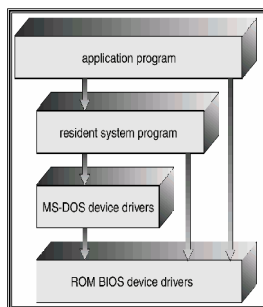 application program
resident system program
MS-DOS device drivers
ROM BIOS device drivers